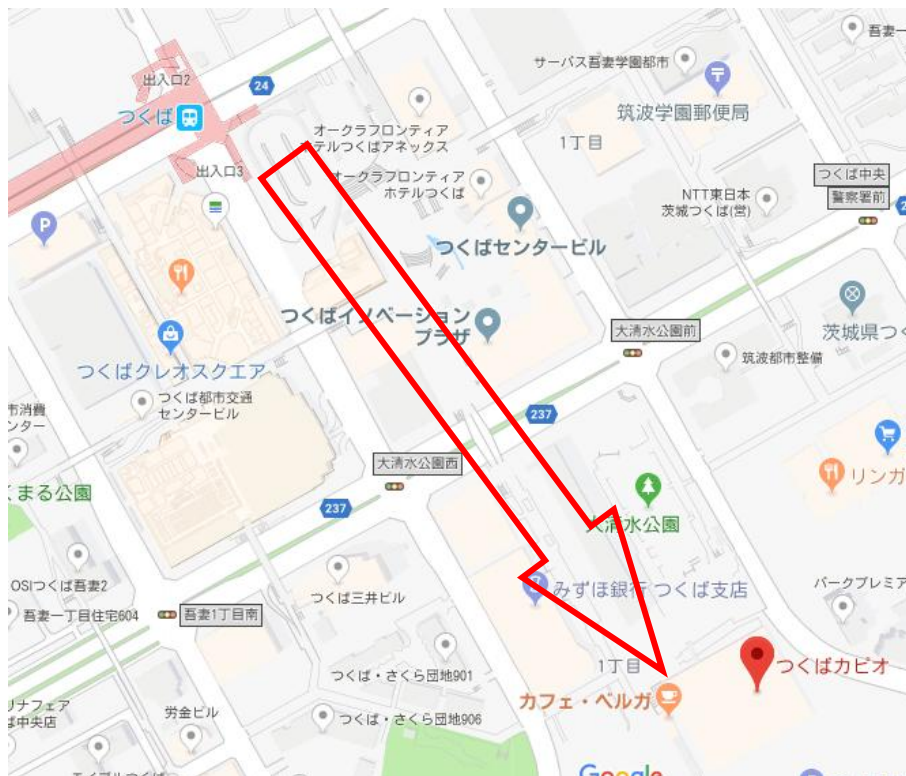 吾妻一
サーパス吾妻学園都市
出入口2
24
つくば
筑波学園郵便局
オークラフロンティア
ホテルつくばアネックス
1丁目
出入口3
オークラフロンティア
ホテルつくば
つくば中央
警察署前
NTT東日本
茨城つくば(営)
つくばセンタービル
つくばイノベーション
プラザ
大清水公園前
茨城県つく
筑波都市整備
つくばクレオスクエア
つくば都市交通
センタービル
市消費
ンター
237
大清水公園西
リンガ
くまる公園
237
大清水公園
OSIつくば吾妻2
つくば三井ビル
みずほ銀行 つくば支店
パークプレミア
吾妻一丁目住宅604
吾妻1丁目南
1丁目
つくばカピオ
つくば・さくら団地901
カフェ・ベルガ
リナフェア
ば中央店
労金ビル
つくば・さくら団地906
Google